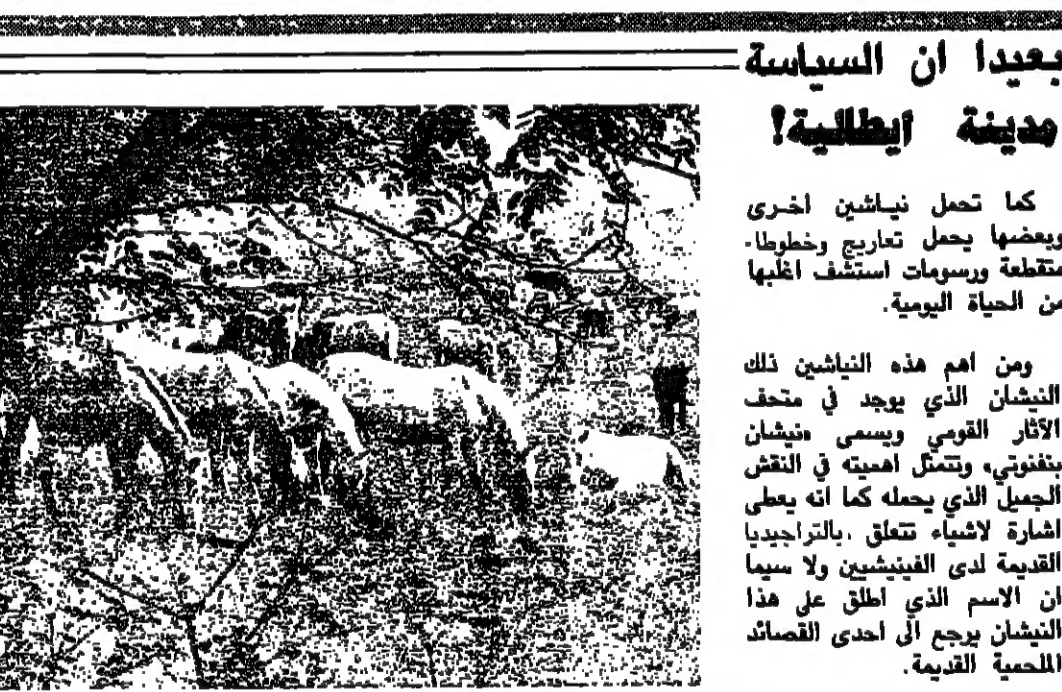 بعيدا ان السياسة
مدينة ايطالية!
كما تحمل نياشين اخرى
وبعضها يحمل تعاريج وخطوطا
متقطعة ورسومات استشف اغلبها
من الحياة اليومية.
ومن اهم هذه النياشين ذلك
النيشان الذي يوجد في متحف
الآثار القومي ويسمى «نيشان
بنفنوتي» وتتمثل اهميته في النقش
الجميل الذي يحمله كما انه يعطى
اشارة لاشياء تتعلق بالتراجيديا
القديمة لدى الفينيشيين ولا سيما
ان الاسم الذي اطلق على هذا
النيشان يرجع الى احدى القصائد
الملحمية القديمة.